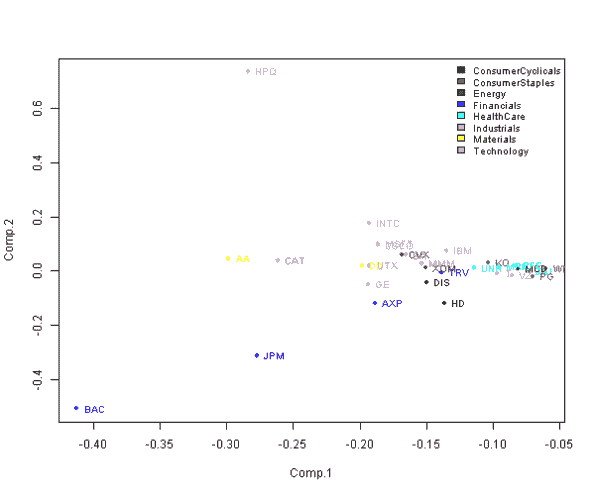 HPQ
ConsumerCyclicals
ConsumerStaples
Energy
Financials
HealthCare
Industrials
Materials
Technology
INTC
IBM
CVX
AA
CAT
UTX
MMM
XOM
TRV
UNH
KO
MCD
PG
GE
DIS
AXP
HD
JPM
BAC
Comp.2
0.6
0.4
0.2
0.0
-0.2
-0.4
-0.40
-0.35
-0.30
-0.25
-0.20
-0.15
-0.10
-0.05
Comp.1